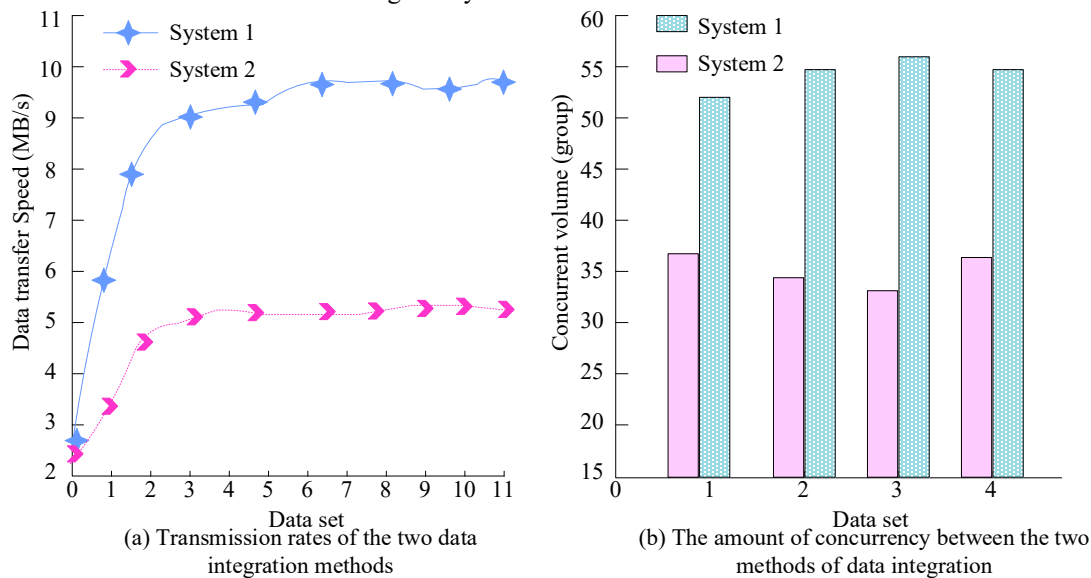 11
10
9
8
7
6
5
4
3
2
Data transfer Speed (MB/s)
System 1
System 2
0 1 2 3 4 5 6 7 8 9 10 11
Data set
(a) Transmission rates of the two data
integration methods
60
55
50
45
40
35
30
25
20
15
Concurrent volume (group)
System 1
System 2
0 1 2 3 4
Data set
(b) The amount of concurrency between the two
methods of data integration